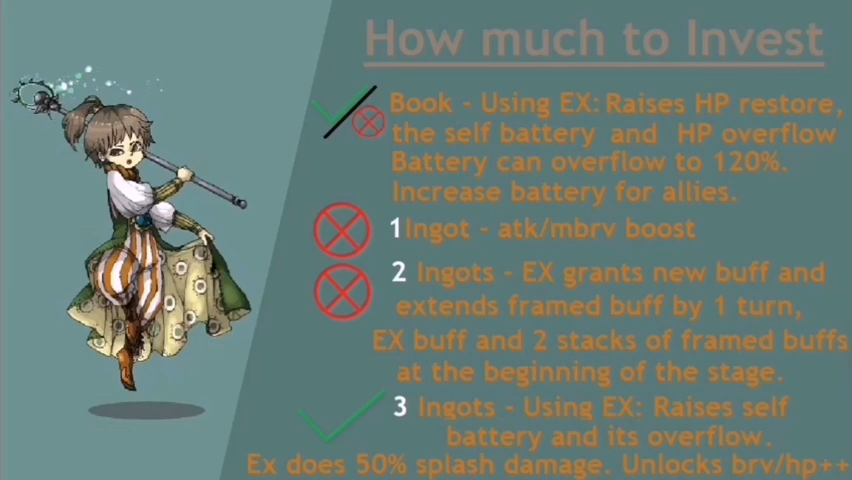 How much to Invest
Book - Using EX: Raises HP restore,
the self battery and HP overflow
Battery can overflow to 120%.
Increase battery for allies.
1 Ingot - atk/mbrv boost
2 Ingots - EX grants new buff and
extends framed buff by 1 turn,
EX buff and 2 stacks of framed buffs
at the beginning of the stage.
3 Ingots - Using EX: Raises self
battery and its overflow.
Ex does 50% splash damage. Unlocks brv/hp++